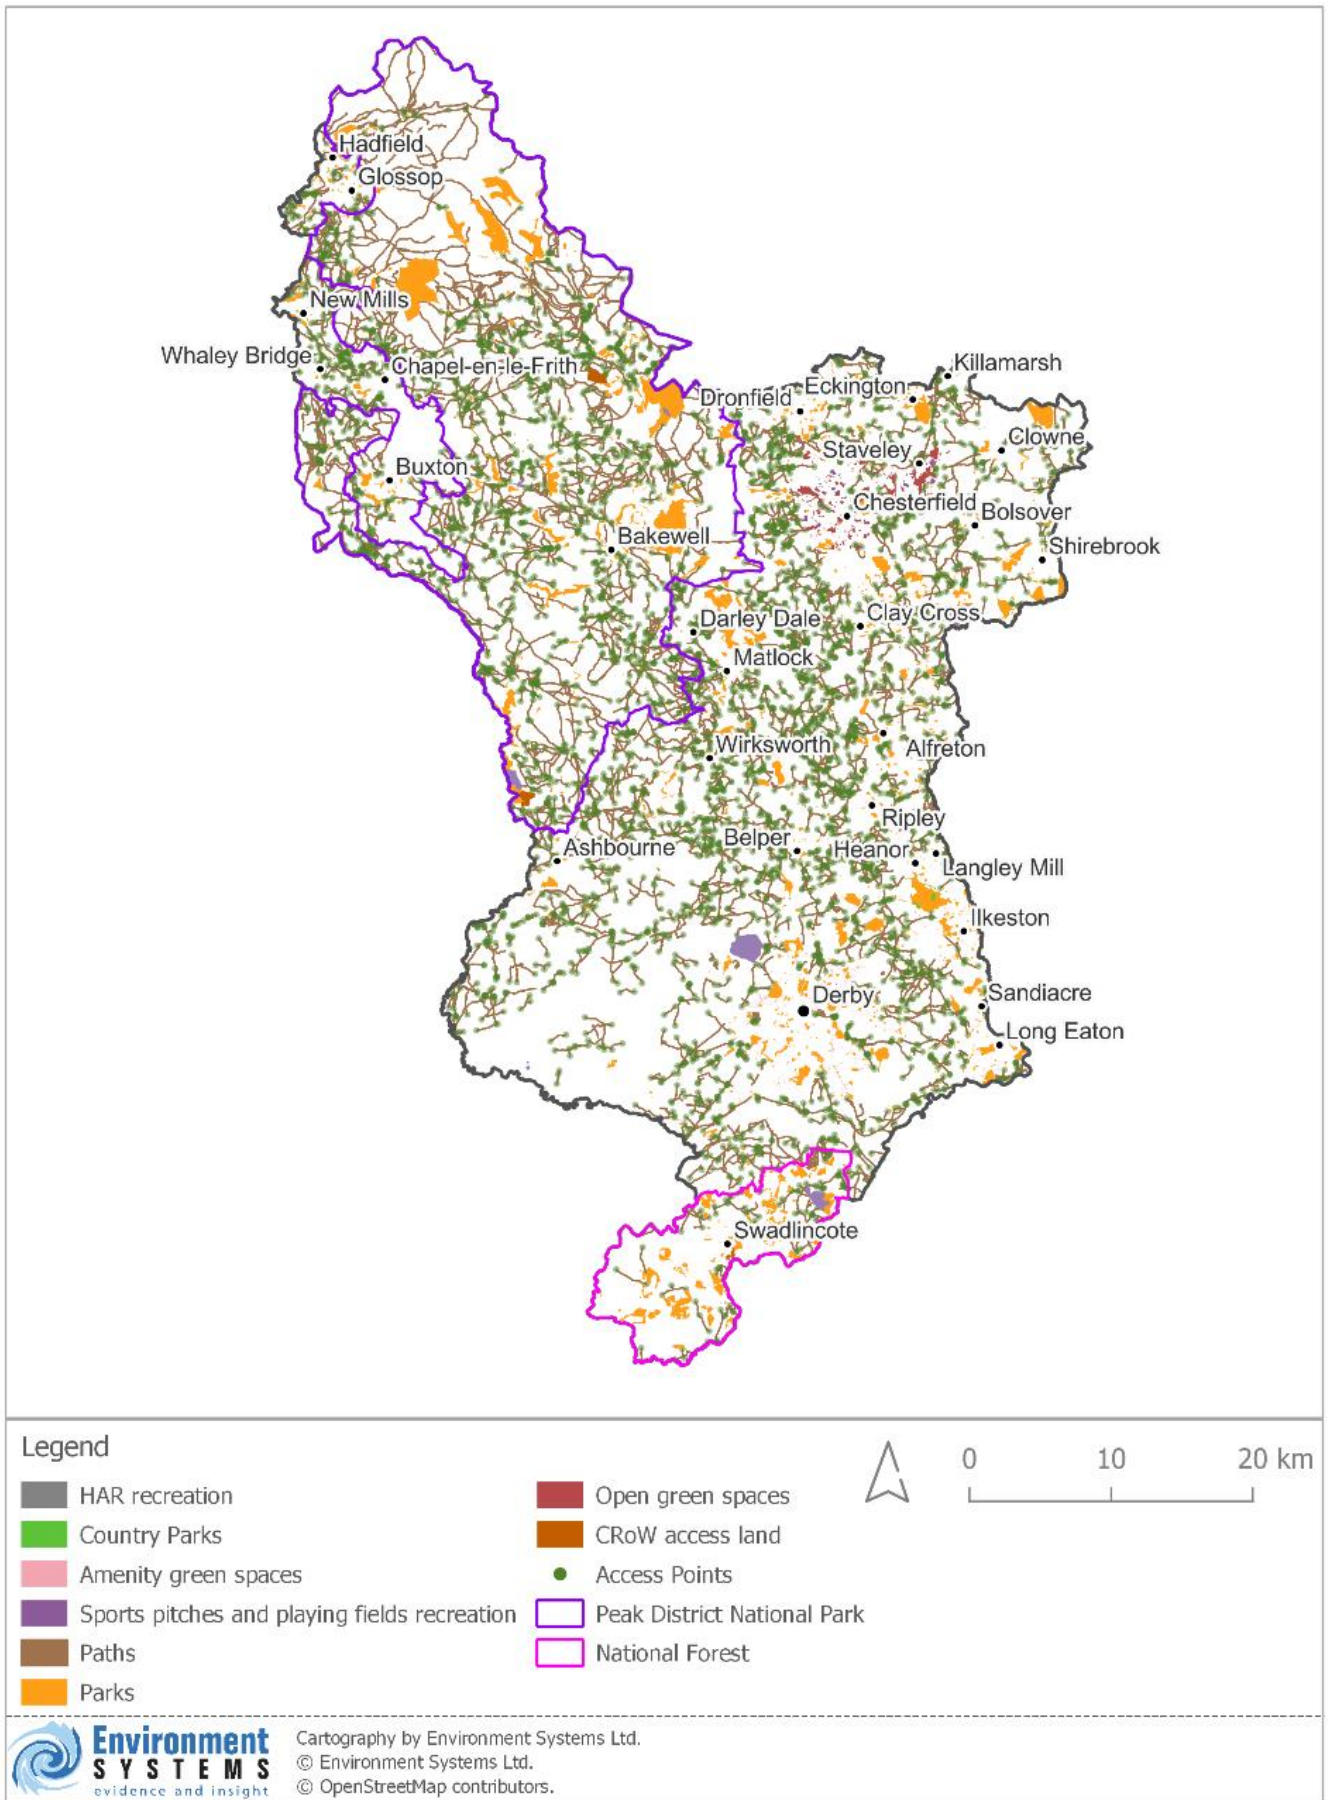 Hadfield
Glossop
New Mills
Whaley Bridge
Chapel-en-le-Frith
Killamarsh
Eckington
Dronfield
Clowne
Staveley
Buxton
Chesterfield
Bolsover
Bakewell
Shirebrook
Darley Dale
Clay Cross
Matlock
Wirksworth
Alfreton
Ripley
Belper
Heanor
Ashbourne
Langley Mill
Ilkeston
Derby
Sandiacre
Long Eaton
Swadlincote
Legend
HAR recreation
Country Parks
Amenity green spaces
Sports pitches and playing fields recreation
Paths
Parks
Open green spaces
CRoW access land
Access Points
Peak District National Park
National Forest
0 10 20 km
Environment
SYSTEMS
evidence and insight
Cartography by Environment Systems Ltd.
© Environment Systems Ltd.
© OpenStreetMap contributors.